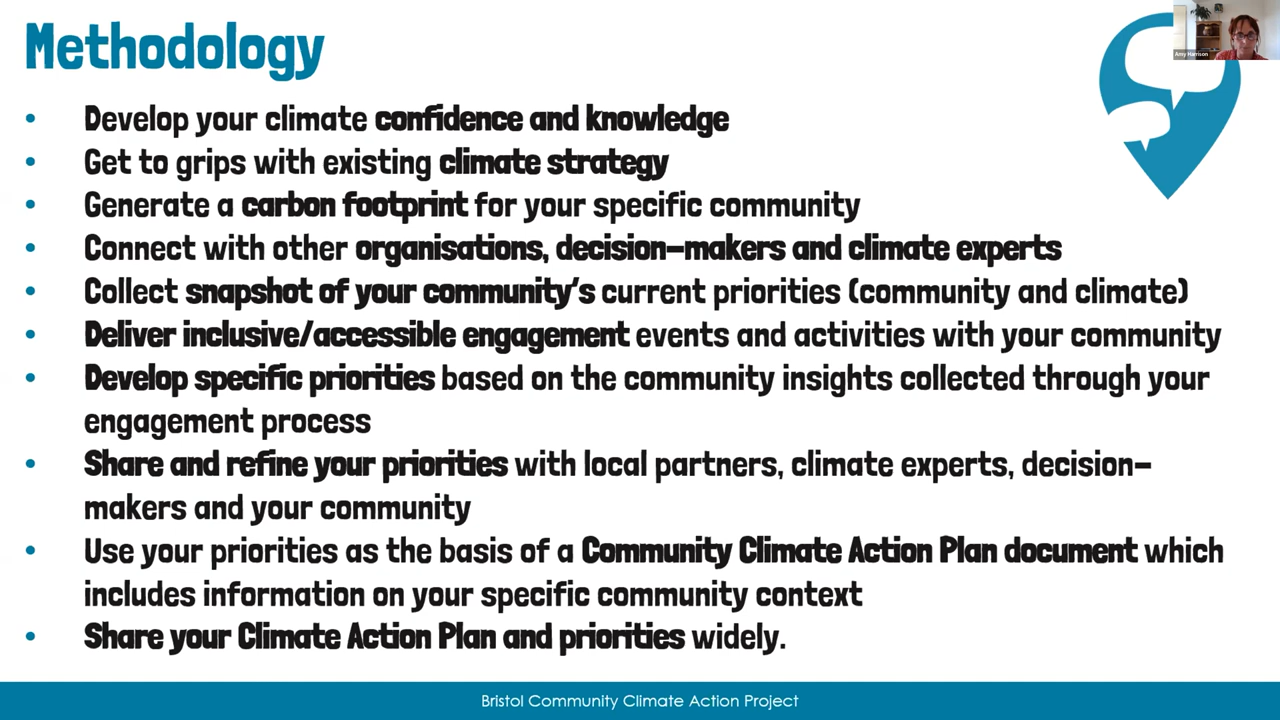 Methodology
Amy Harrison
• Develop your climate confidence and knowledge
• Get to grips with existing climate strategy
• Generate a carbon footprint for your specific community
• Connect with other organisations, decision-makers and climate experts
• Collect snapshot of your community's current priorities (community and climate)
• Deliver inclusive/accessible engagement events and activities with your community
• Develop specific priorities based on the community insights collected through your
engagement process
• Share and refine your priorities with local partners, climate experts, decision-
makers and your community
• Use your priorities as the basis of a Community Climate Action Plan document which
includes information on your specific community context
• Share your Climate Action Plan and priorities widely.
Bristol Community Climate Action Project